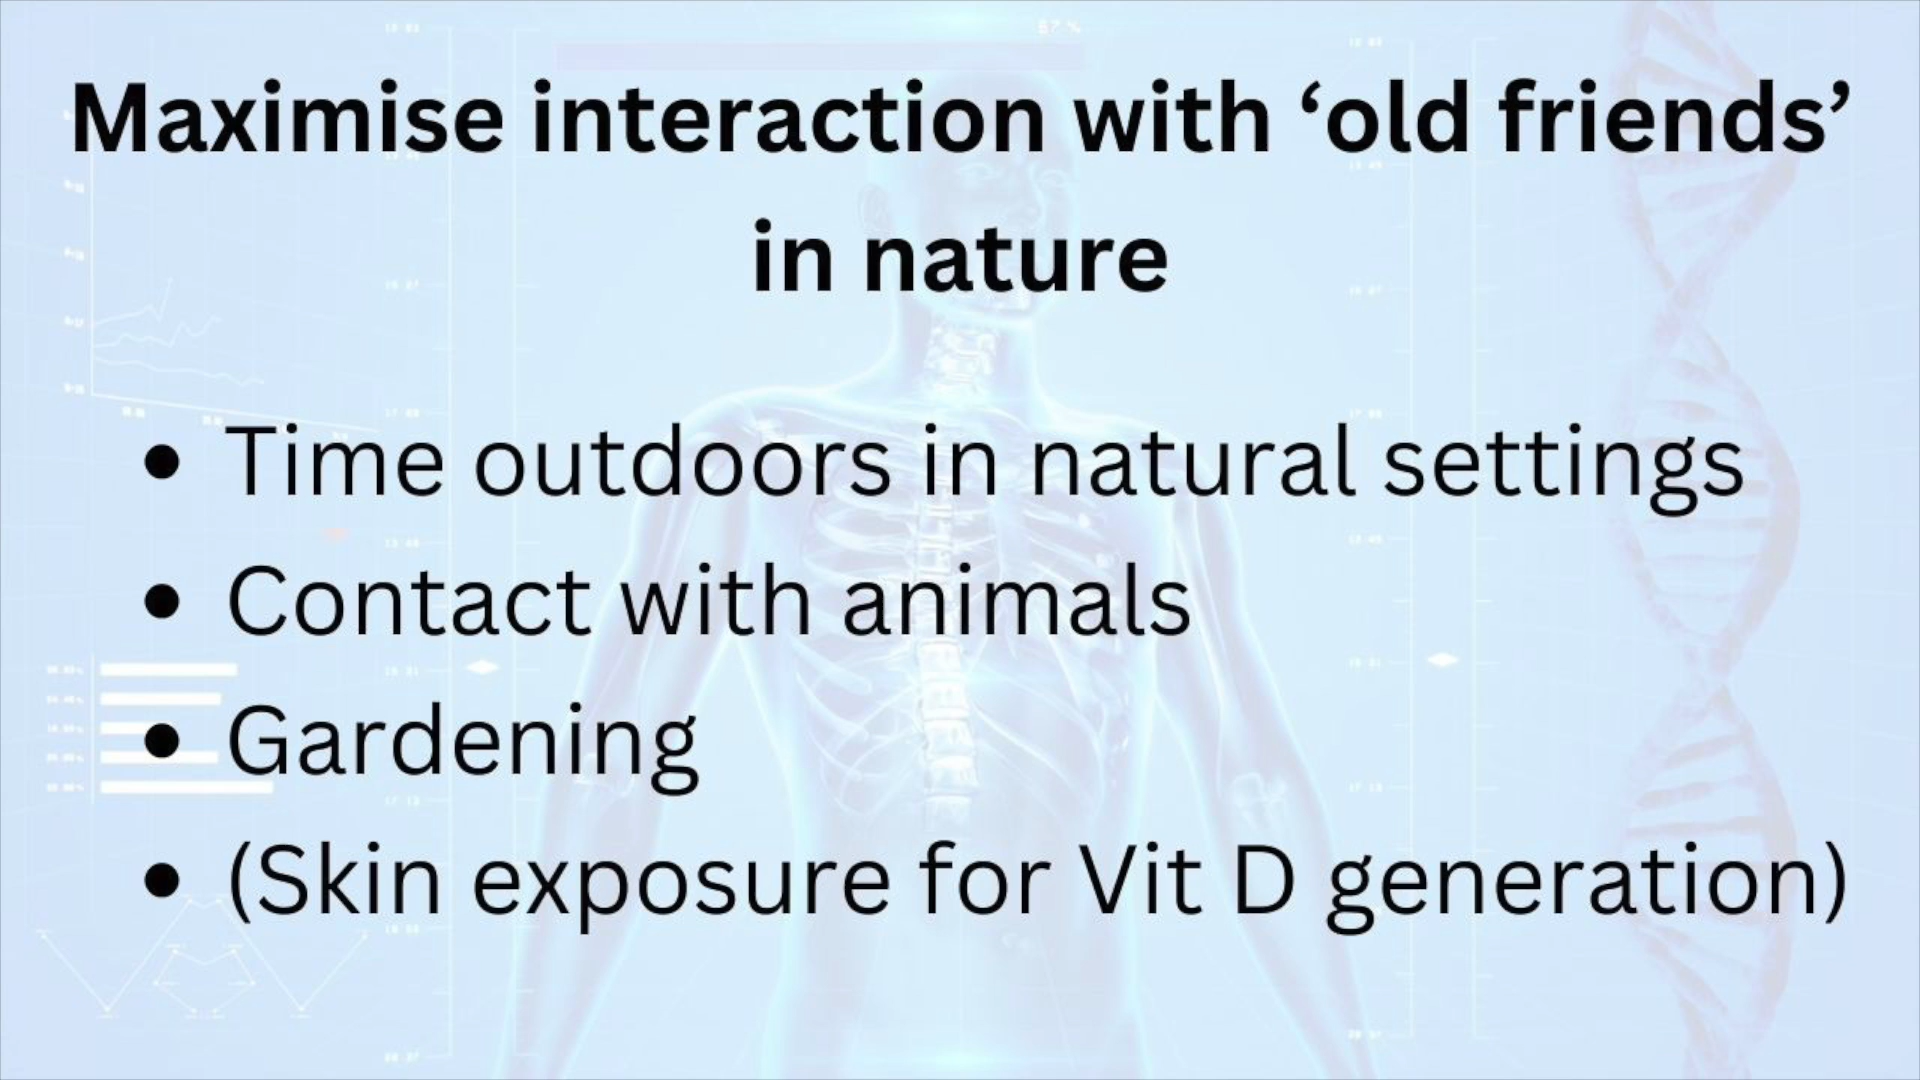 Maximise interaction with ‘old friends’
in nature
• Time outdoors in natural settings
• Contact with animals
• Gardening
• (Skin exposure for Vit D generation)